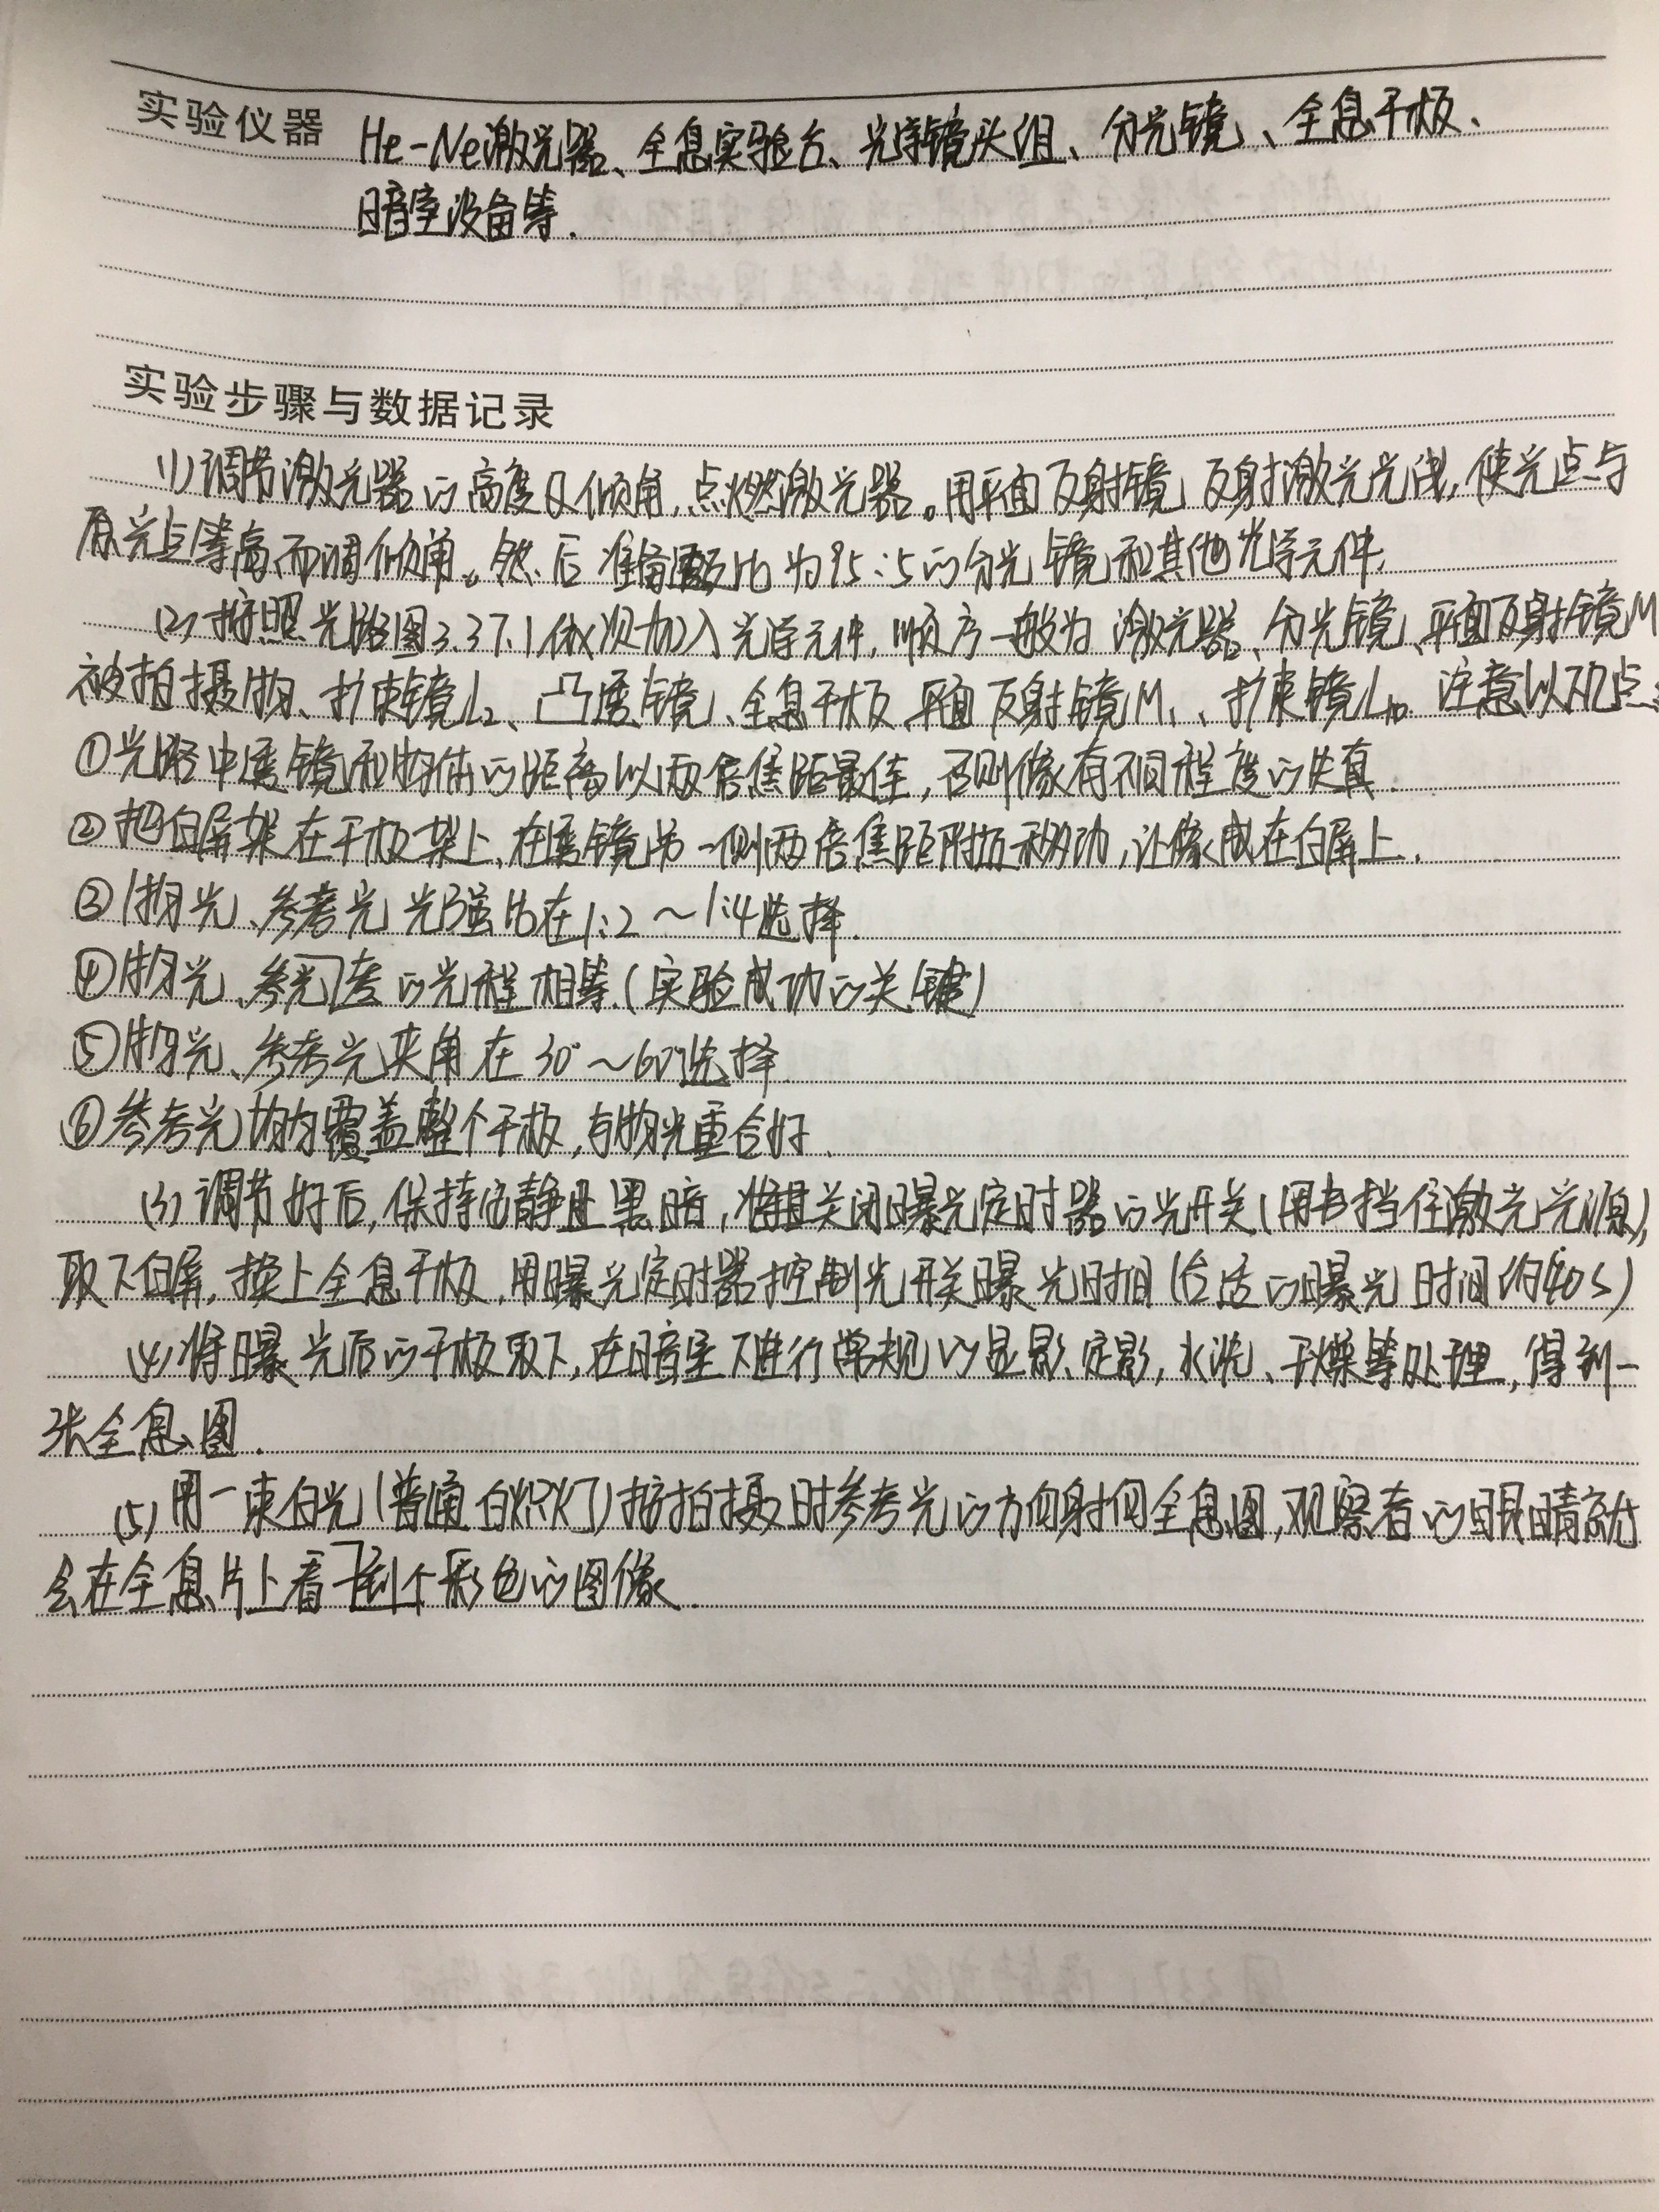 实验仪器 He-Ne激光器、全息实验台、光学镜头组、分光镜、全息干板、
暗室设备等.
实验步骤与数据记录
(1)调节激光器的高度及倾角,点燃激光器。用平面反射镜反射激光光线,使光点与
原光点等高而调倾角。然后准备比为95:5的分光镜和其他光学元件.
(2)按照光路图3.37.1依次加入光学元件,顺序一般为激光器、分光镜、平面反射镜M
被拍摄物、扩束镜L2、凸透镜、全息干板、平面反射镜M1、扩束镜L1。注意以下几点:
①光路中透镜和物体的距离以两倍焦距最佳,否则像有不同程度的失真.
②把白屏架在干板架上,在透镜另一侧两倍焦距附近移动,让像成在白屏上.
③物光、参考光光强比在1:2~1:4选择.
④物光、参光考的光程相等.(实验成功的关键)
⑤物光、参考光夹角在30°~60°选择
⑥参考光均匀覆盖整个干板,与物光重合好.
(3)调节好后,保持安静且黑暗,将其关闭曝光定时器的光开关(用书挡住激光光源),
取下白屏,换上全息干板,用曝光定时器控制光开关曝光时间(合适的曝光时间约40s)
(4)将曝光后的干板取下,在暗室下进行常规的显影、定影,水洗、干燥等处理,得到一
张全息图.
(5)用一束白光(普通白炽灯)按拍摄时参考光的方向射向全息图,观察者的眼睛就
会在全息片上看到个彩色的图像.